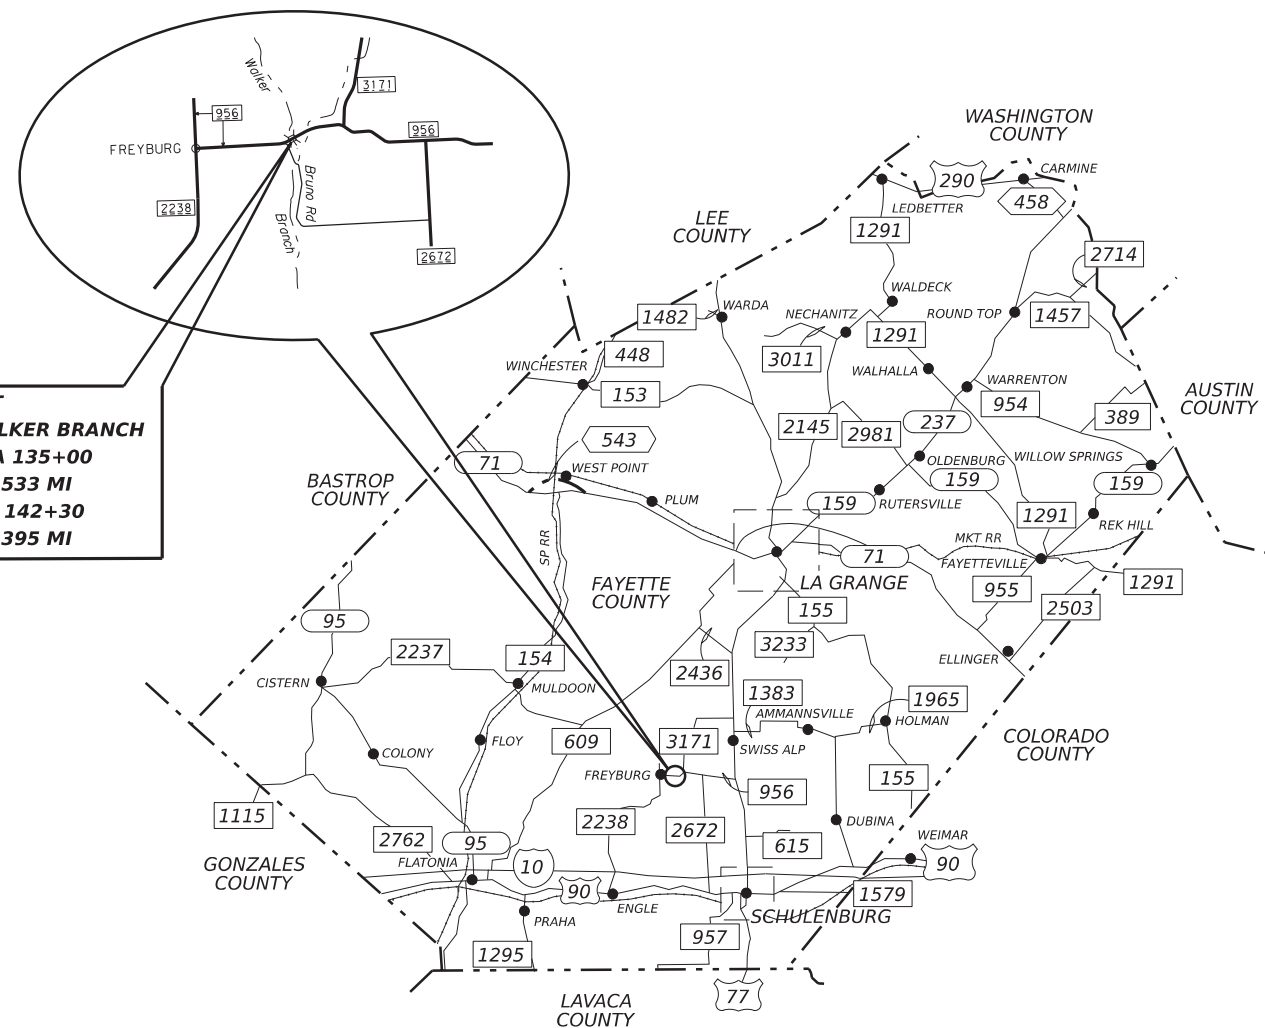 WASHINGTON
COUNTY
Walker
3171
956
956
FREYBURG
Bruno Rd
Branch
2238
2672
290
CARMINE
458
LEDBETTER
LEE
COUNTY
1291
2714
WALDECK
1482
WARDA
NECHANITZ
ROUND TOP
1457
1291
448
3011
WINCHESTER
WALHALLA
WARRENTON
153
954
AUSTIN
COUNTY
389
LKER BRANCH
A 135+00
533 MI
142+30
395 MI
2145
2981
237
543
71
WEST POINT
OLDENBURG
WILLOW SPRINGS
159
159
BASTROP
COUNTY
PLUM
159
RUTERSVILLE
1291
REK HILL
SP RR
MKT RR
71
FAYETTEVILLE
LA GRANGE
FAYETTE
COUNTY
955
1291
2503
155
95
3233
2237
154
ELLINGER
2436
CISTERN
MULDOON
1383
1965
AMMANNSVILLE
HOLMAN
COLORADO
COUNTY
609
3171
FLOY
COLONY
SWISS ALP
FREYBURG
155
956
1115
2238
2672
DUBINA
2762
95
615
WEIMAR
FLATONIA
10
90
GONZALES
COUNTY
90
1579
ENGLE
SCHULENBURG
PRAHA
957
1295
77
LAVACA
COUNTY